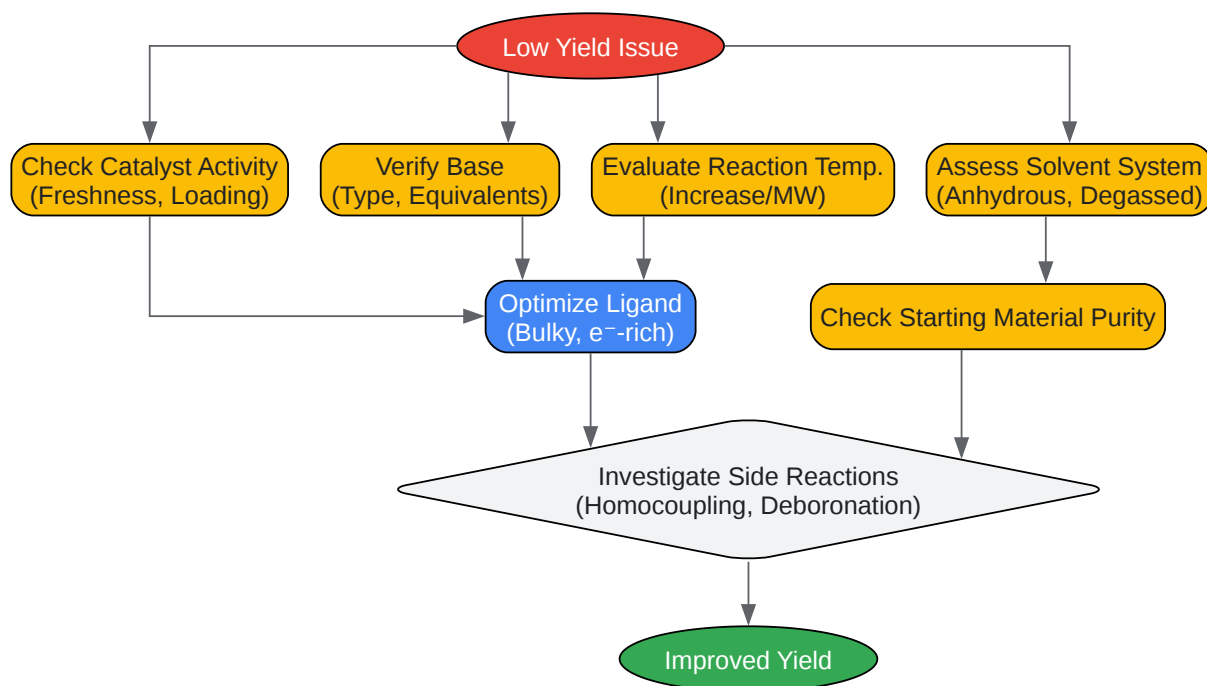 Low Yield Issue
Check Catalyst Activity
(Freshness, Loading)
Verify Base
(Type, Equivalents)
Evaluate Reaction Temp.
(Increase/MW)
Assess Solvent System
(Anhydrous, Degassed)
Optimize Ligand
(Bulky, e⁻-rich)
Check Starting Material Purity
Investigate Side Reactions
(Homocoupling, Deboronation)
Improved Yield